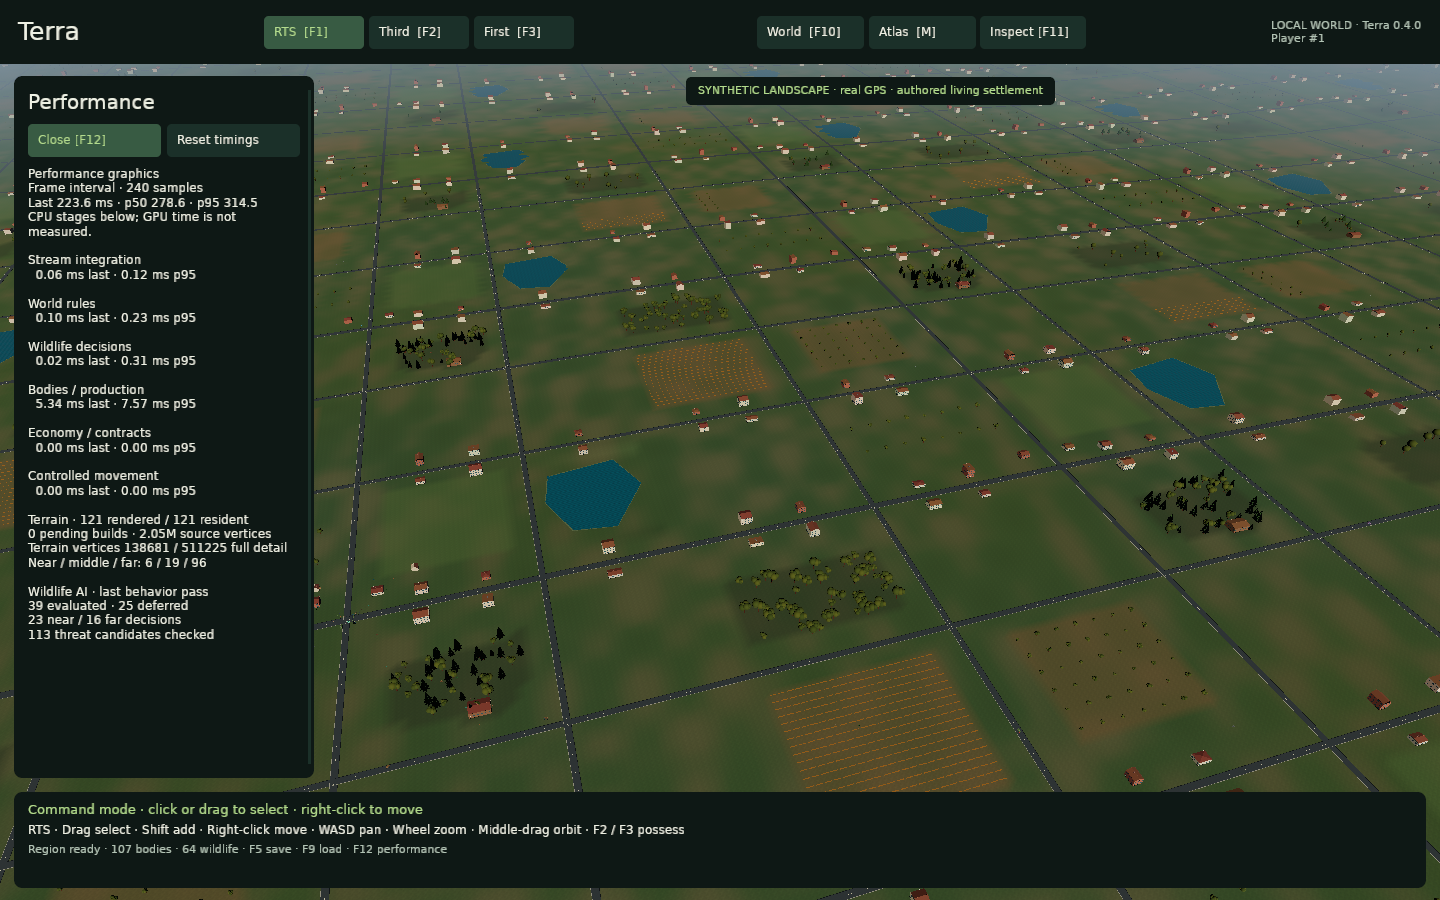 Terra
RTS [F1]
Third [F2]
First [F3]
World [F10]
Atlas [M]
Inspect [F11]
LOCAL WORLD · Terra 0.4.0
Player #1
SYNTHETIC LANDSCAPE · real GPS · authored living settlement
Performance
Close [F12]
Reset timings
Performance graphics
Frame interval · 240 samples
Last 223.6 ms · p50 278.6 · p95 314.5
CPU stages below; GPU time is not
measured.
Stream integration
0.06 ms last · 0.12 ms p95
World rules
0.10 ms last · 0.23 ms p95
Wildlife decisions
0.02 ms last · 0.31 ms p95
Bodies / production
5.34 ms last · 7.57 ms p95
Economy / contracts
0.00 ms last · 0.00 ms p95
Controlled movement
0.00 ms last · 0.00 ms p95
Terrain · 121 rendered / 121 resident
0 pending builds · 2.05M source vertices
Terrain vertices 138681 / 511225 full detail
Near / middle / far: 6 / 19 / 96
Wildlife AI · last behavior pass
39 evaluated · 25 deferred
23 near / 16 far decisions
113 threat candidates checked
Command mode · click or drag to select · right-click to move
RTS · Drag select · Shift add · Right-click move · WASD pan · Wheel zoom · Middle-drag orbit · F2 / F3 possess
Region ready · 107 bodies · 64 wildlife · F5 save · F9 load · F12 performance